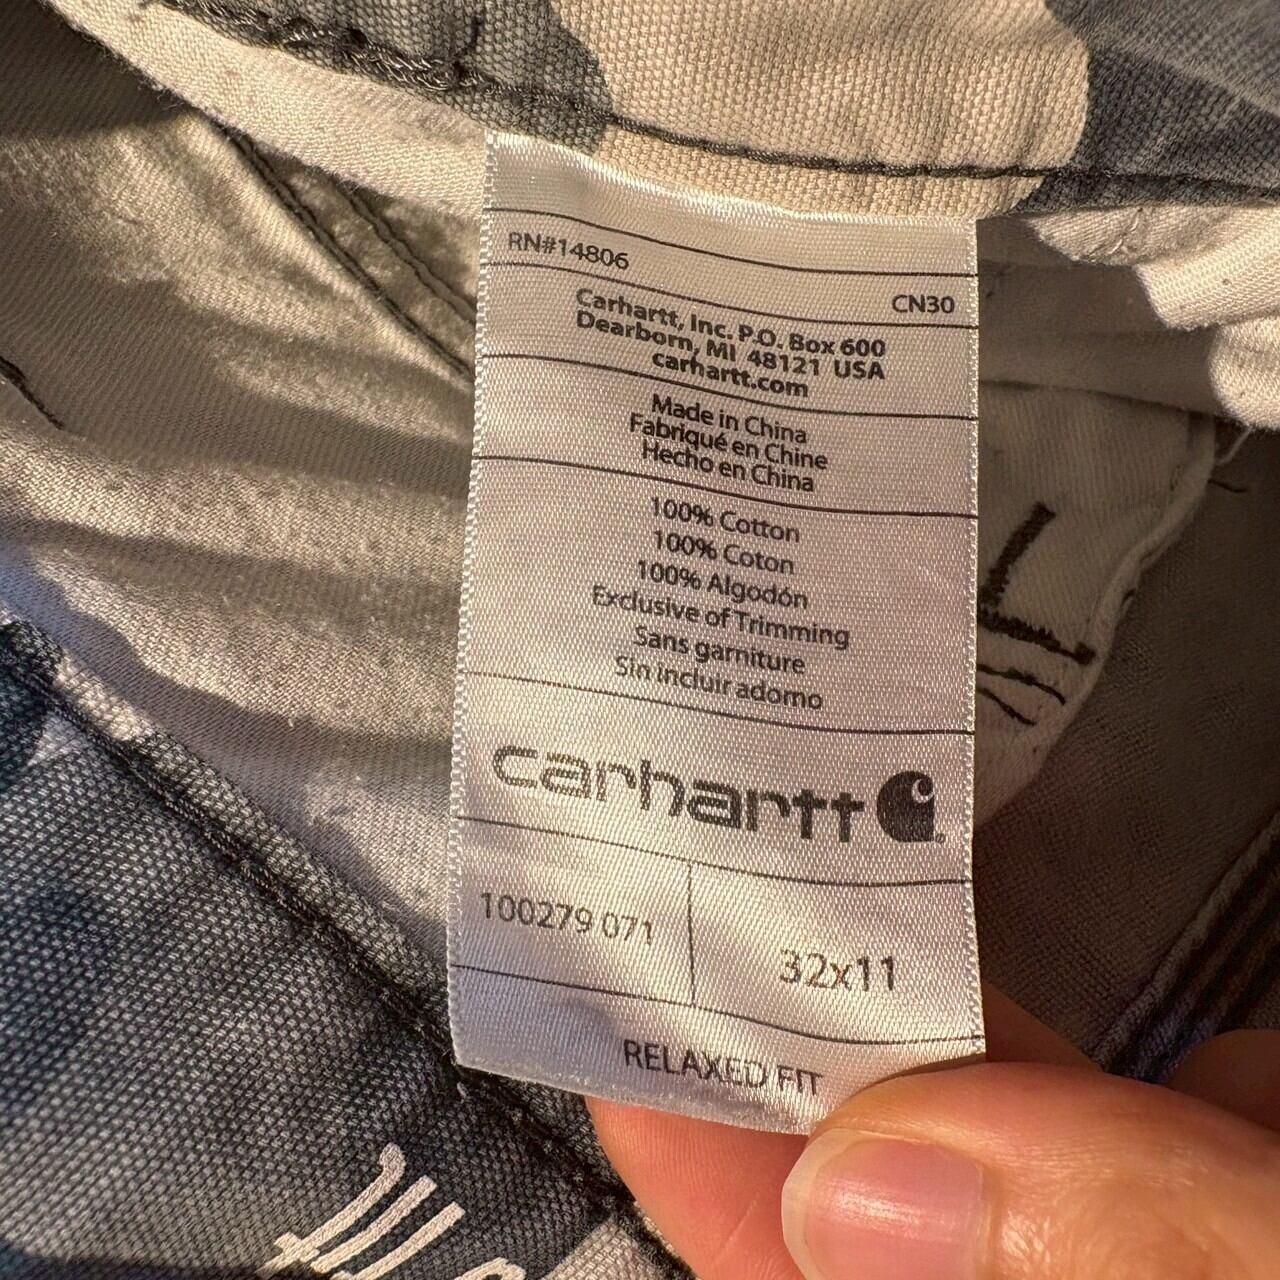 RN#14806
CN30
Carhartt, Inc. P.O. Box 600
Dearborn, MI 48121 USA
carhartt.com
Made in China
Fabriqué en Chine
Hecho en China
100% Cotton
100% Coton
100% Algodón
Exclusive of Trimming
Sans garniture
Sin incluir adorno
carhartt
100279 071
32x11
RELAXED FIT